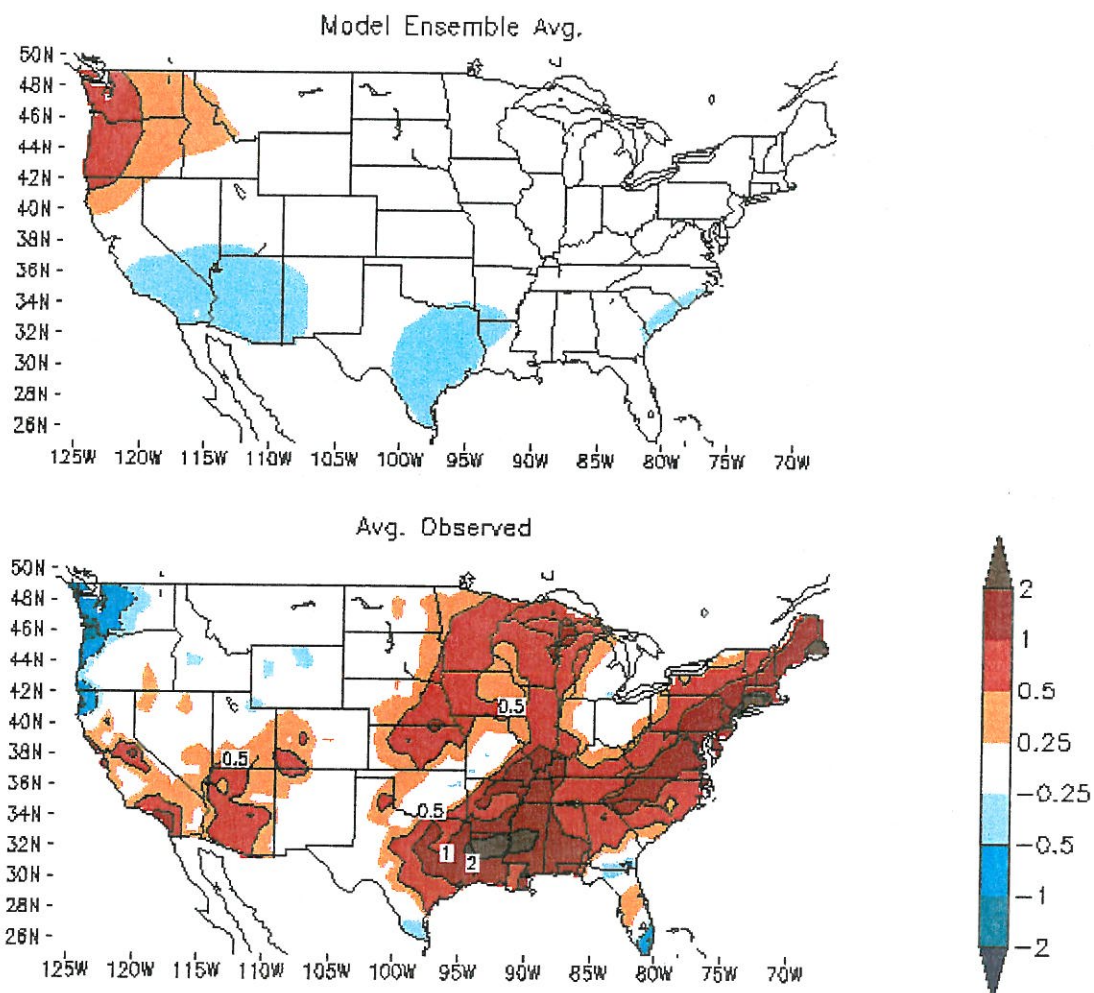 Model Ensemble Avg.
50N
48N
46N
44N
42N
40N
38N
36N
34N
32N
30N
28N
26N
125W 120W 115W 110W 105W 100W 95W 90W 85W 80W 75W 70W
Avg. Observed
50N
48N
46N
44N
42N
40N
38N
36N
34N
32N
30N
28N
26N
0.5
0.5
0.5
1
2
125W 120W 115W 110W 105W 100W 95W 90W 85W 80W 75W 70W
2
1
0.5
0.25
-0.25
-0.5
-1
-2